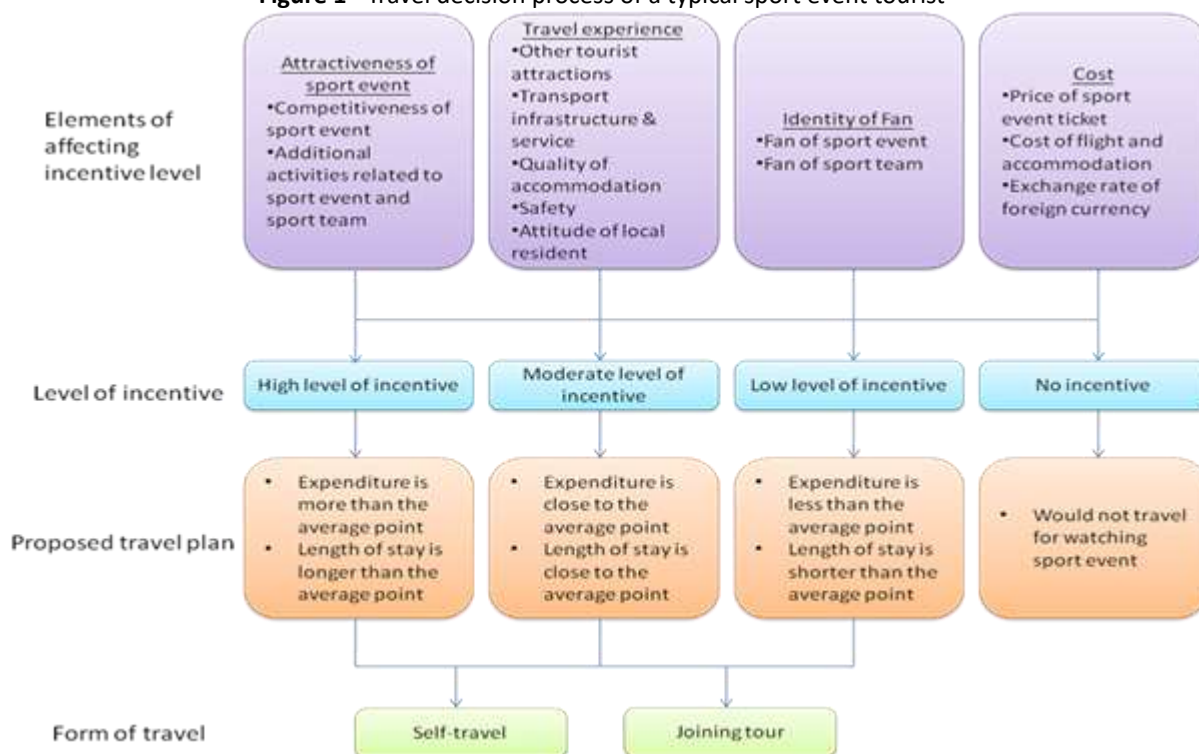 Figure 1 Travel decision process of a typical sport event tourist
Elements of
affecting
incentive level
Attractiveness of
sport event
•Competitiveness of
sport event
•Additional
activities related to
sport event and
sport team
Travel experience
•Other tourist
attractions
•Transport
infrastructure &
service
•Quality of
accommodation
•Safety
•Attitude of local
resident
Identity of Fan
•Fan of sport event
•Fan of sport team
Cost
•Price of sport
event ticket
•Cost of flight and
accommodation
•Exchange rate of
foreign currency
Level of incentive
High level of incentive
Moderate level of
incentive
Low level of incentive
No incentive
Proposed travel plan
• Expenditure is
more than the
average point
• Length of stay is
longer than the
average point
• Expenditure is
close to the
average point
• Length of stay is
close to the
average point
• Expenditure is
less than the
average point
• Length of stay is
shorter than the
average point
• Would not travel
for watching
sport event
Form of travel
Self-travel
Joining tour